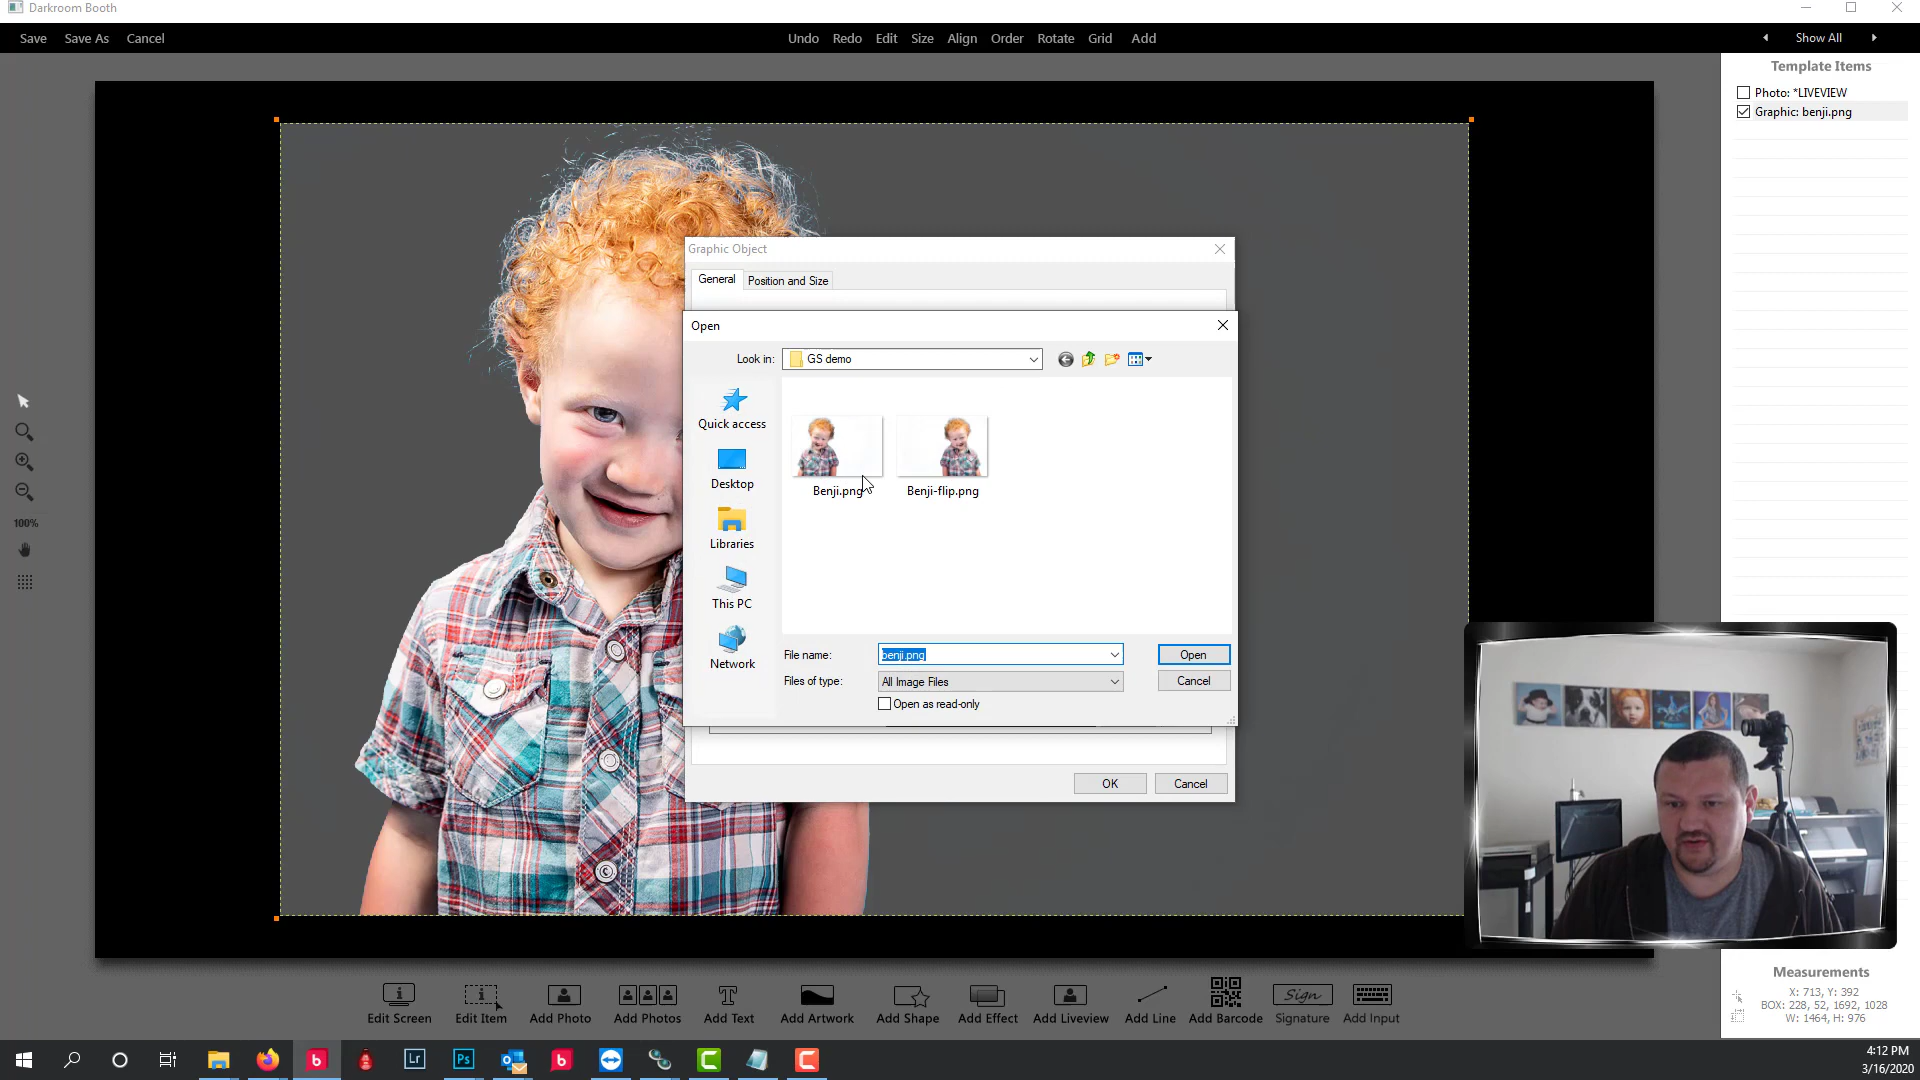 Darkroom Booth
Save Save As Cancel
Undo Redo Edit Size Align Order Rotate Grid Add
Show All
Template Items
Photo: *LIVEVIEW
Graphic: benji.png
Graphic Object
General Position and Size
Open
Look in: GS demo
Quick access
Desktop
Libraries
This PC
Network
Benji.png Benji-flip.png
File name: benji.png Open
Files of type: All Image Files Cancel
Open as read-only
OK Cancel
100%
Measurements
X: 713, Y: 392
BOX: 228, 52, 1692, 1028
W: 1464, H: 976
Sign
Edit Screen Edit Item Add Photo Add Photos Add Text Add Artwork Add Shape Add Effect Add Liveview Add Line Add Barcode Signature Add Input
b Lr Ps b C C
4:12 PM
3/16/2020